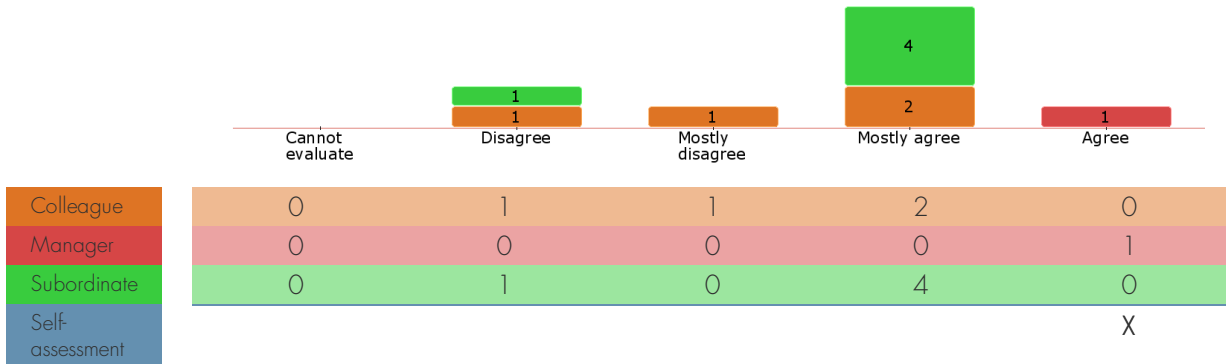 4
1
1
1
2
1
Cannot
evaluate
Disagree
Mostly
disagree
Mostly agree
Agree
Colleague 0 1 1 2 0
Manager 0 0 0 0 1
Subordinate 0 1 0 4 0
Self-
assessment
X